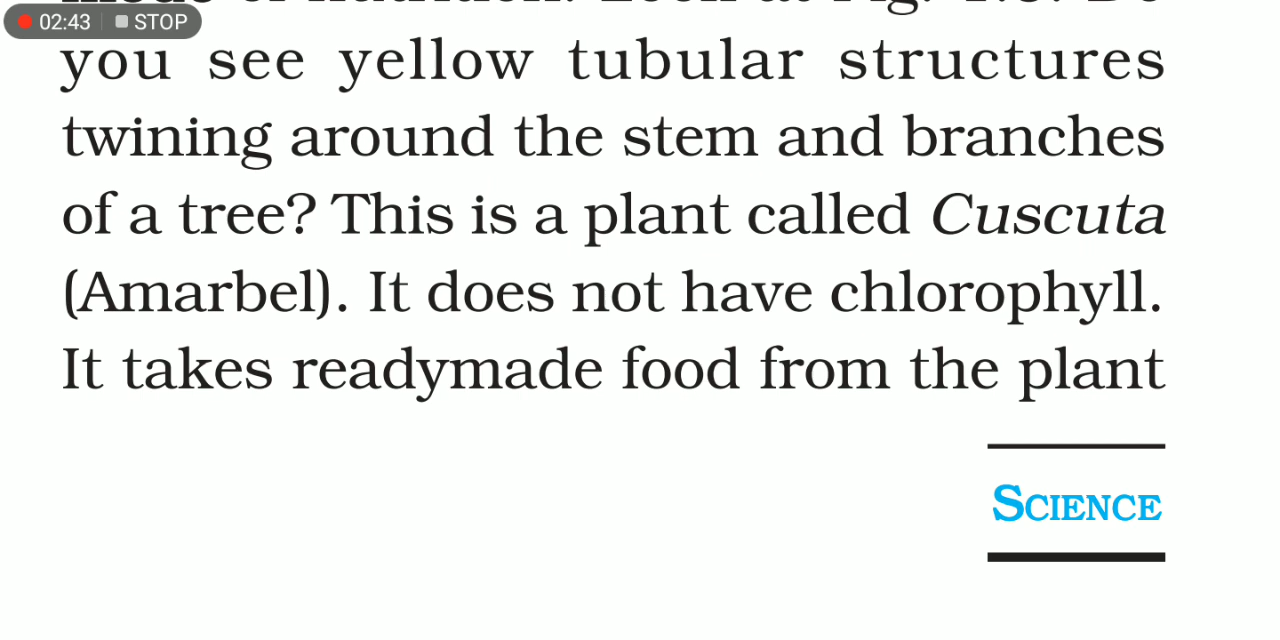 02:43 STOP
you see yellow tubular structures
twining around the stem and branches
of a tree? This is a plant called Cuscuta
(Amarbel). It does not have chlorophyll.
It takes readymade food from the plant
SCIENCE